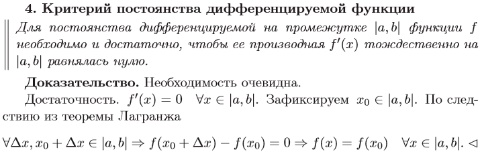 4. Критерий постоянства дифференцируемой функции
Для постоянства дифференцируемой на промежутке |a, b| функции f
необходимо и достаточно, чтобы ее производная f′(x) тождественно на
|a, b| равнялась нулю.
Доказательство. Необходимость очевидна.
Достаточность. f′(x) = 0 ∀x ∈ |a, b|. Зафиксируем x₀ ∈ |a, b|. По след-
ствию из теоремы Лагранжа
∀Δx, x₀ + Δx ∈ |a, b| ⇒ f(x₀ + Δx) − f(x₀) = 0 ⇒ f(x) = f(x₀) ∀x ∈ |a, b|. ◁